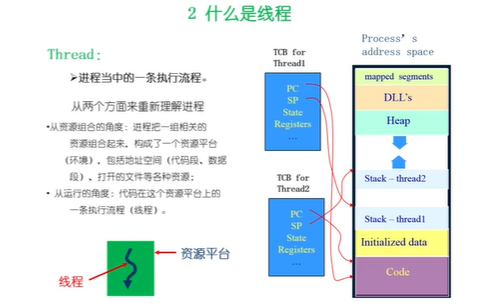 2 什么是线程
Thread：
➢进程当中的一条执行流程。
从两个方面来重新理解进程
•从资源组合的角度：进程把一组相关的
资源组合起来，构成了一个资源平台
（环境），包括地址空间（代码段、数据
段）、打开的文件等各种资源；
•从运行的角度：代码在这个资源平台上的
一条执行流程（线程）。
资源平台
线程
TCB for
Thread1
PC
SP
State
Registers
…
TCB for
Thread2
PC
SP
State
Registers
…
Process’s
address space
mapped segments
DLL's
Heap
Stack – thread2
Stack – thread1
Initialized data
Code